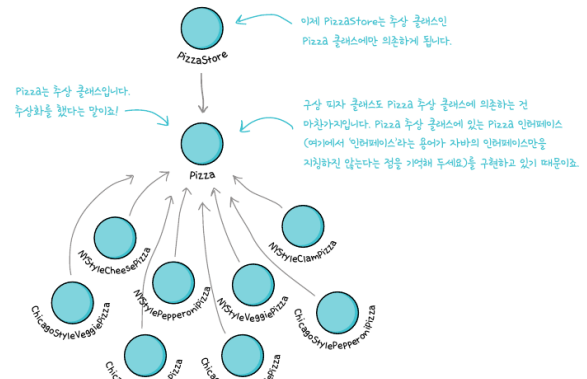 이제 PizzaStore는 추상 클래스인
Pizza 클래스에만 의존하게 됩니다.
PizzaStore
Pizza는 추상 클래스입니다.
추상화를 했다는 말이죠!
구상 피자 클래스도 Pizza 추상 클래스에 의존하는 건
마찬가지입니다. Pizza 추상 클래스에 있는 Pizza 인터페이스
(여기에서 '인터페이스'라는 용어가 자바의 인터페이스만을
지칭하진 않는다는 점을 기억해 두세요)를 구현하고 있기 때문이죠.
Pizza
NYStyleCheesePizza
NYStyleClamPizza
ChicagoStyleVeggiePizza
NYStylePepperoniPizza
NYStyleVeggiePizza
ChicagoStylePepperoniPizza